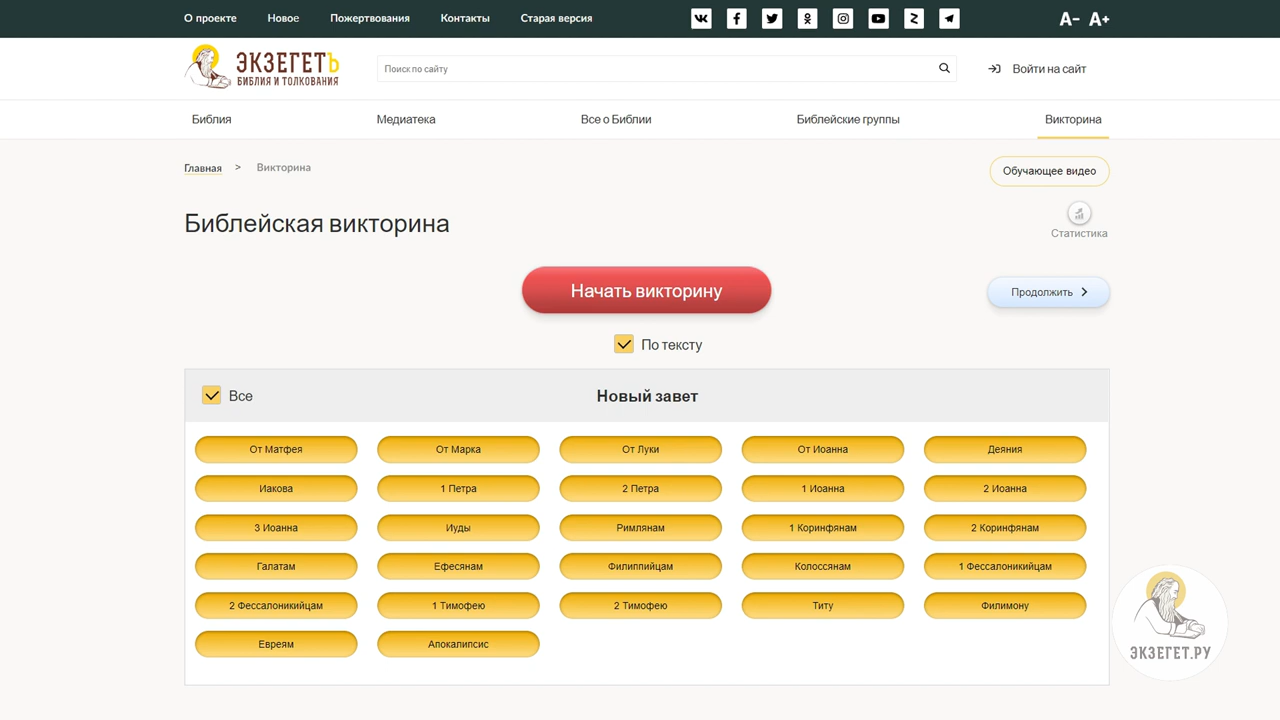 О проекте Новое Пожертвования Контакты Старая версия A- A+
ЭКЗЕГЕТЪ
БИБЛИЯ И ТОЛКОВАНИЯ
Поиск по сайту
Войти на сайт
Библия Медиатека Все о Библии Библейские группы Викторина
Главная > Викторина
Обучающее видео
Библейская викторина
Статистика
Начать викторину
Продолжить >
По тексту
Все Новый завет
От Матфея От Марка От Луки От Иоанна Деяния
Иакова 1 Петра 2 Петра 1 Иоанна 2 Иоанна
3 Иоанна Иуды Римлянам 1 Коринфянам 2 Коринфянам
Галатам Ефесянам Филиппийцам Колоссянам 1 Фессалоникийцам
2 Фессалоникийцам 1 Тимофею 2 Тимофею Титу Филимону
Евреям Апокалипсис
ЭКЗЕГЕТ.РУ